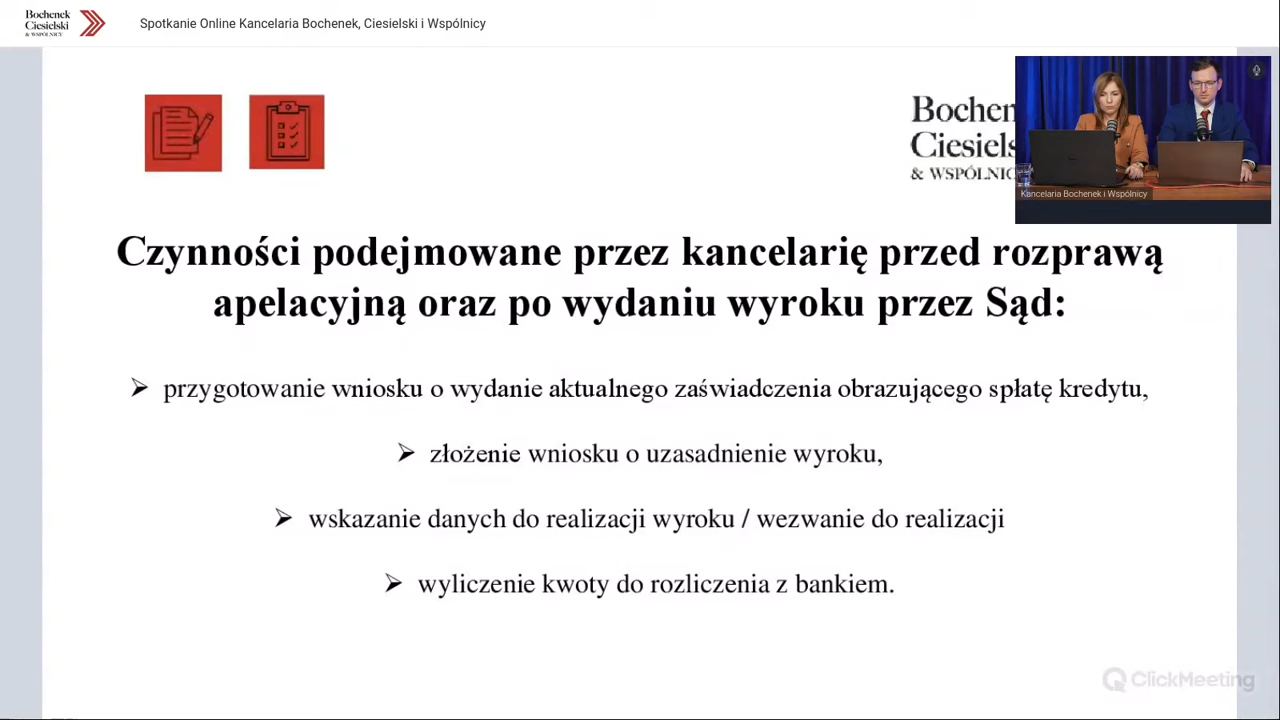 Bochenek
Ciesielski
& WSPÓLNICY
Spotkanie Online Kancelaria Bochenek, Ciesielski i Wspólnicy
Bochen
Ciesiels
& WSPÓLNIC
Kancelaria Bochenek i Wspólnicy
Czynności podejmowane przez kancelarię przed rozprawą
apelacyjną oraz po wydaniu wyroku przez Sąd:
➢ przygotowanie wniosku o wydanie aktualnego zaświadczenia obrazującego spłatę kredytu,
➢ złożenie wniosku o uzasadnienie wyroku,
➢ wskazanie danych do realizacji wyroku / wezwanie do realizacji
➢ wyliczenie kwoty do rozliczenia z bankiem.
ClickMeeting